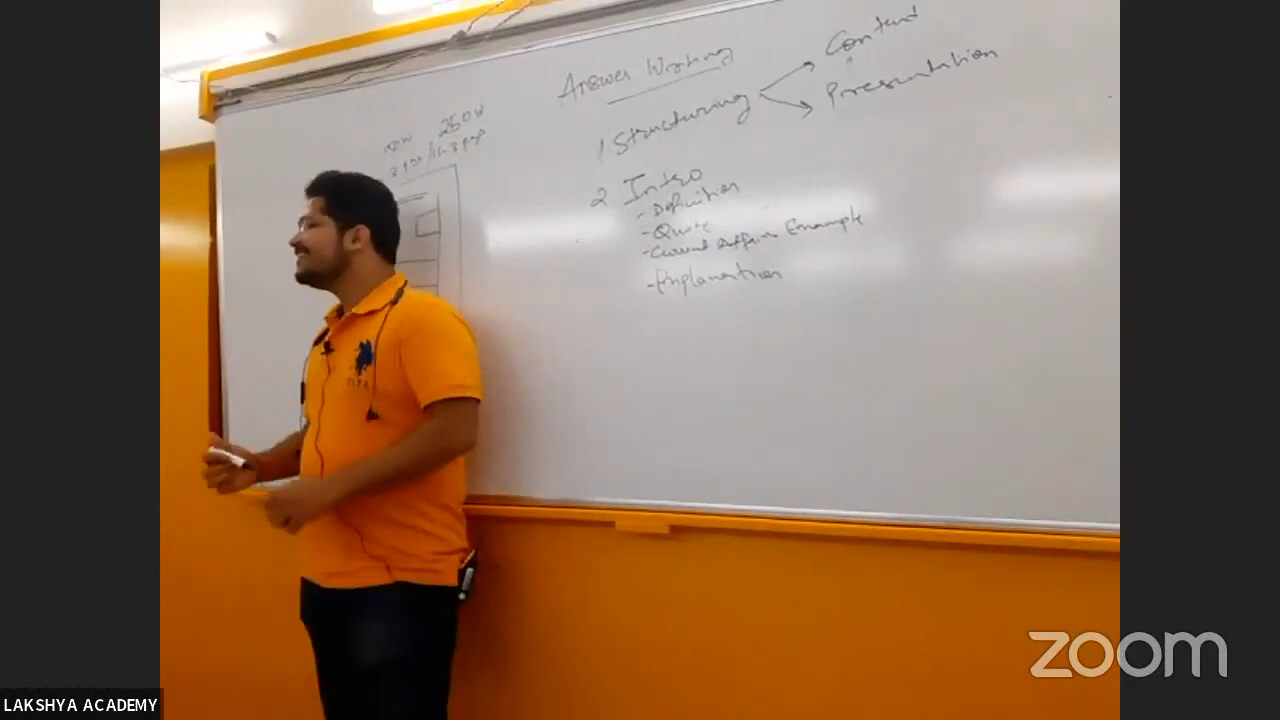 Answer Writing
1. Structuring
Content
Presentation
2 Intro
- Definition
- Quote
- Current Affairs Example
- Explanation
150w 250w
zoom
LAKSHYA ACADEMY